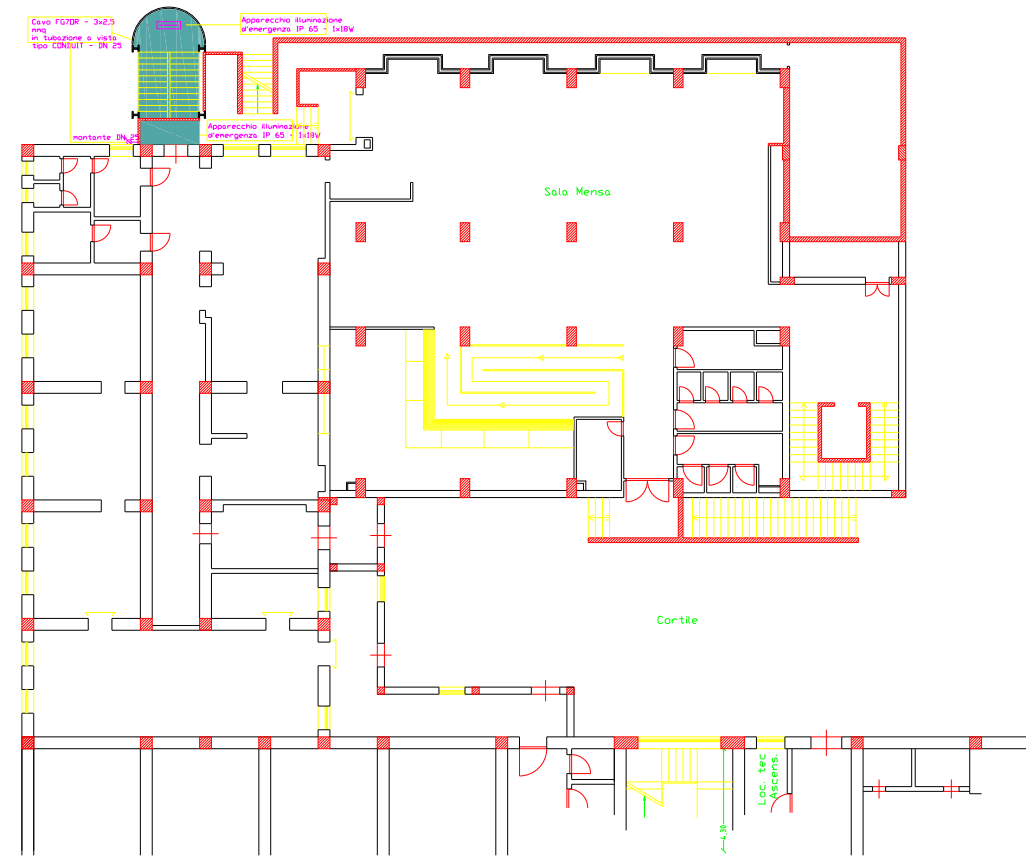 Cavo FG7OR - 3x2,5
mmq
in tubazione a vista
tipo CONDUIT - DN 25
Apparecchio illuminazione
d'emergenza IP 65 - 1x18W
Apparecchio illuminazione
d'emergenza IP 65 - 1x18W
montante DN 25
Sala Mensa
Cortile
Loc. tec
Ascens.
4,30